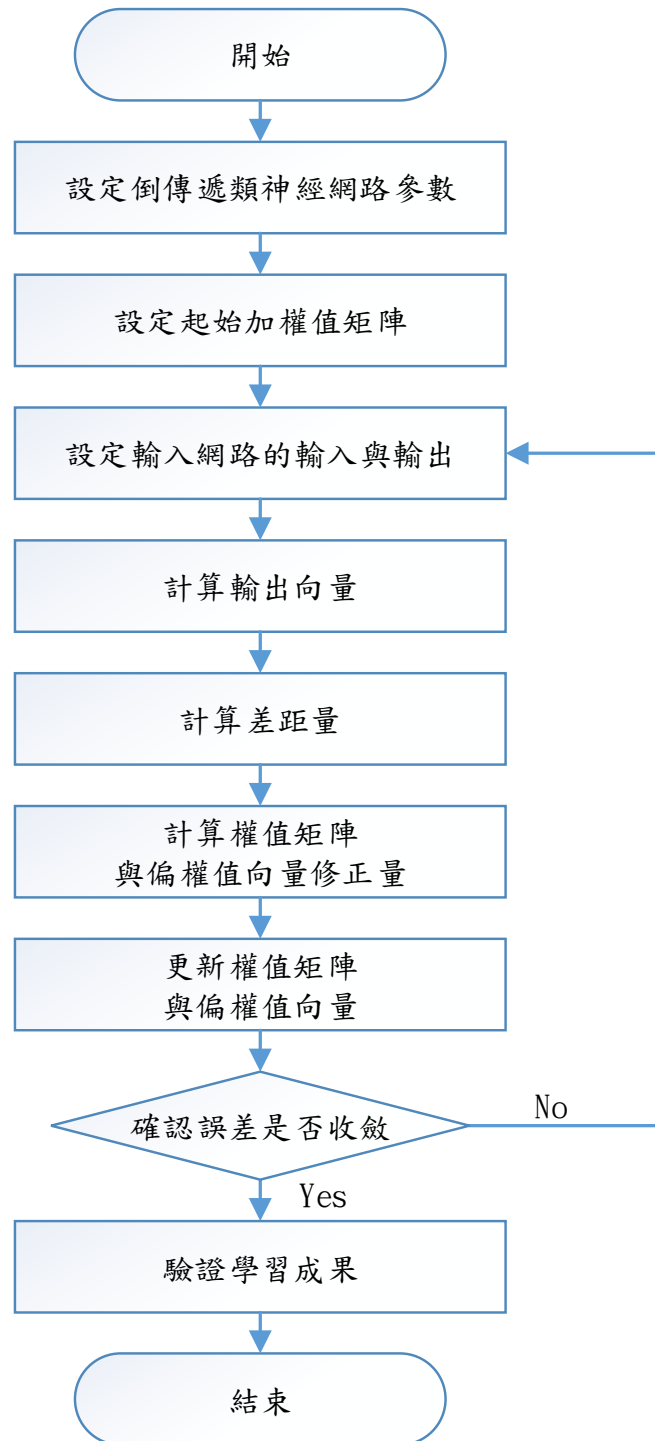 開始
設定倒傳遞類神經網路參數
設定起始加權值矩陣
設定輸入網路的輸入與輸出
計算輸出向量
計算差距量
計算權值矩陣
與偏權值向量修正量
更新權值矩陣
與偏權值向量
確認誤差是否收斂
No
Yes
驗證學習成果
結束